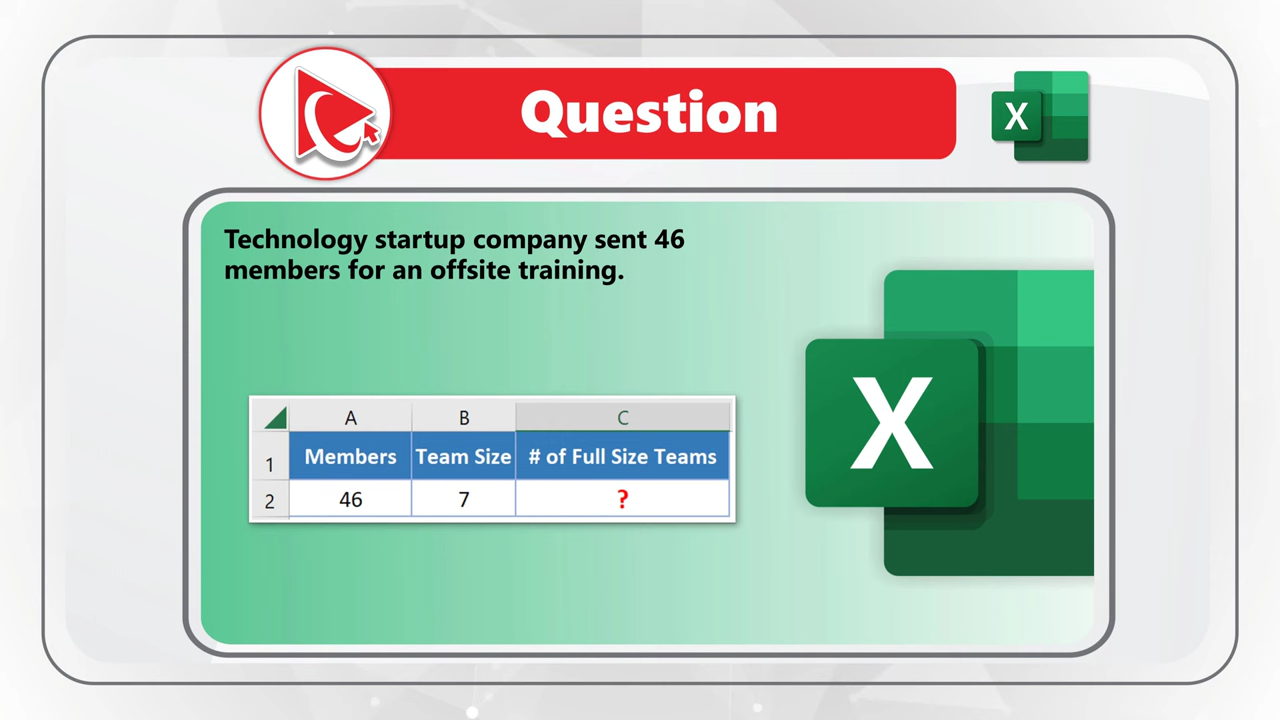 Question
X
Technology startup company sent 46
members for an offsite training.
A B C
1 Members Team Size # of Full Size Teams
2 46 7 ?
X